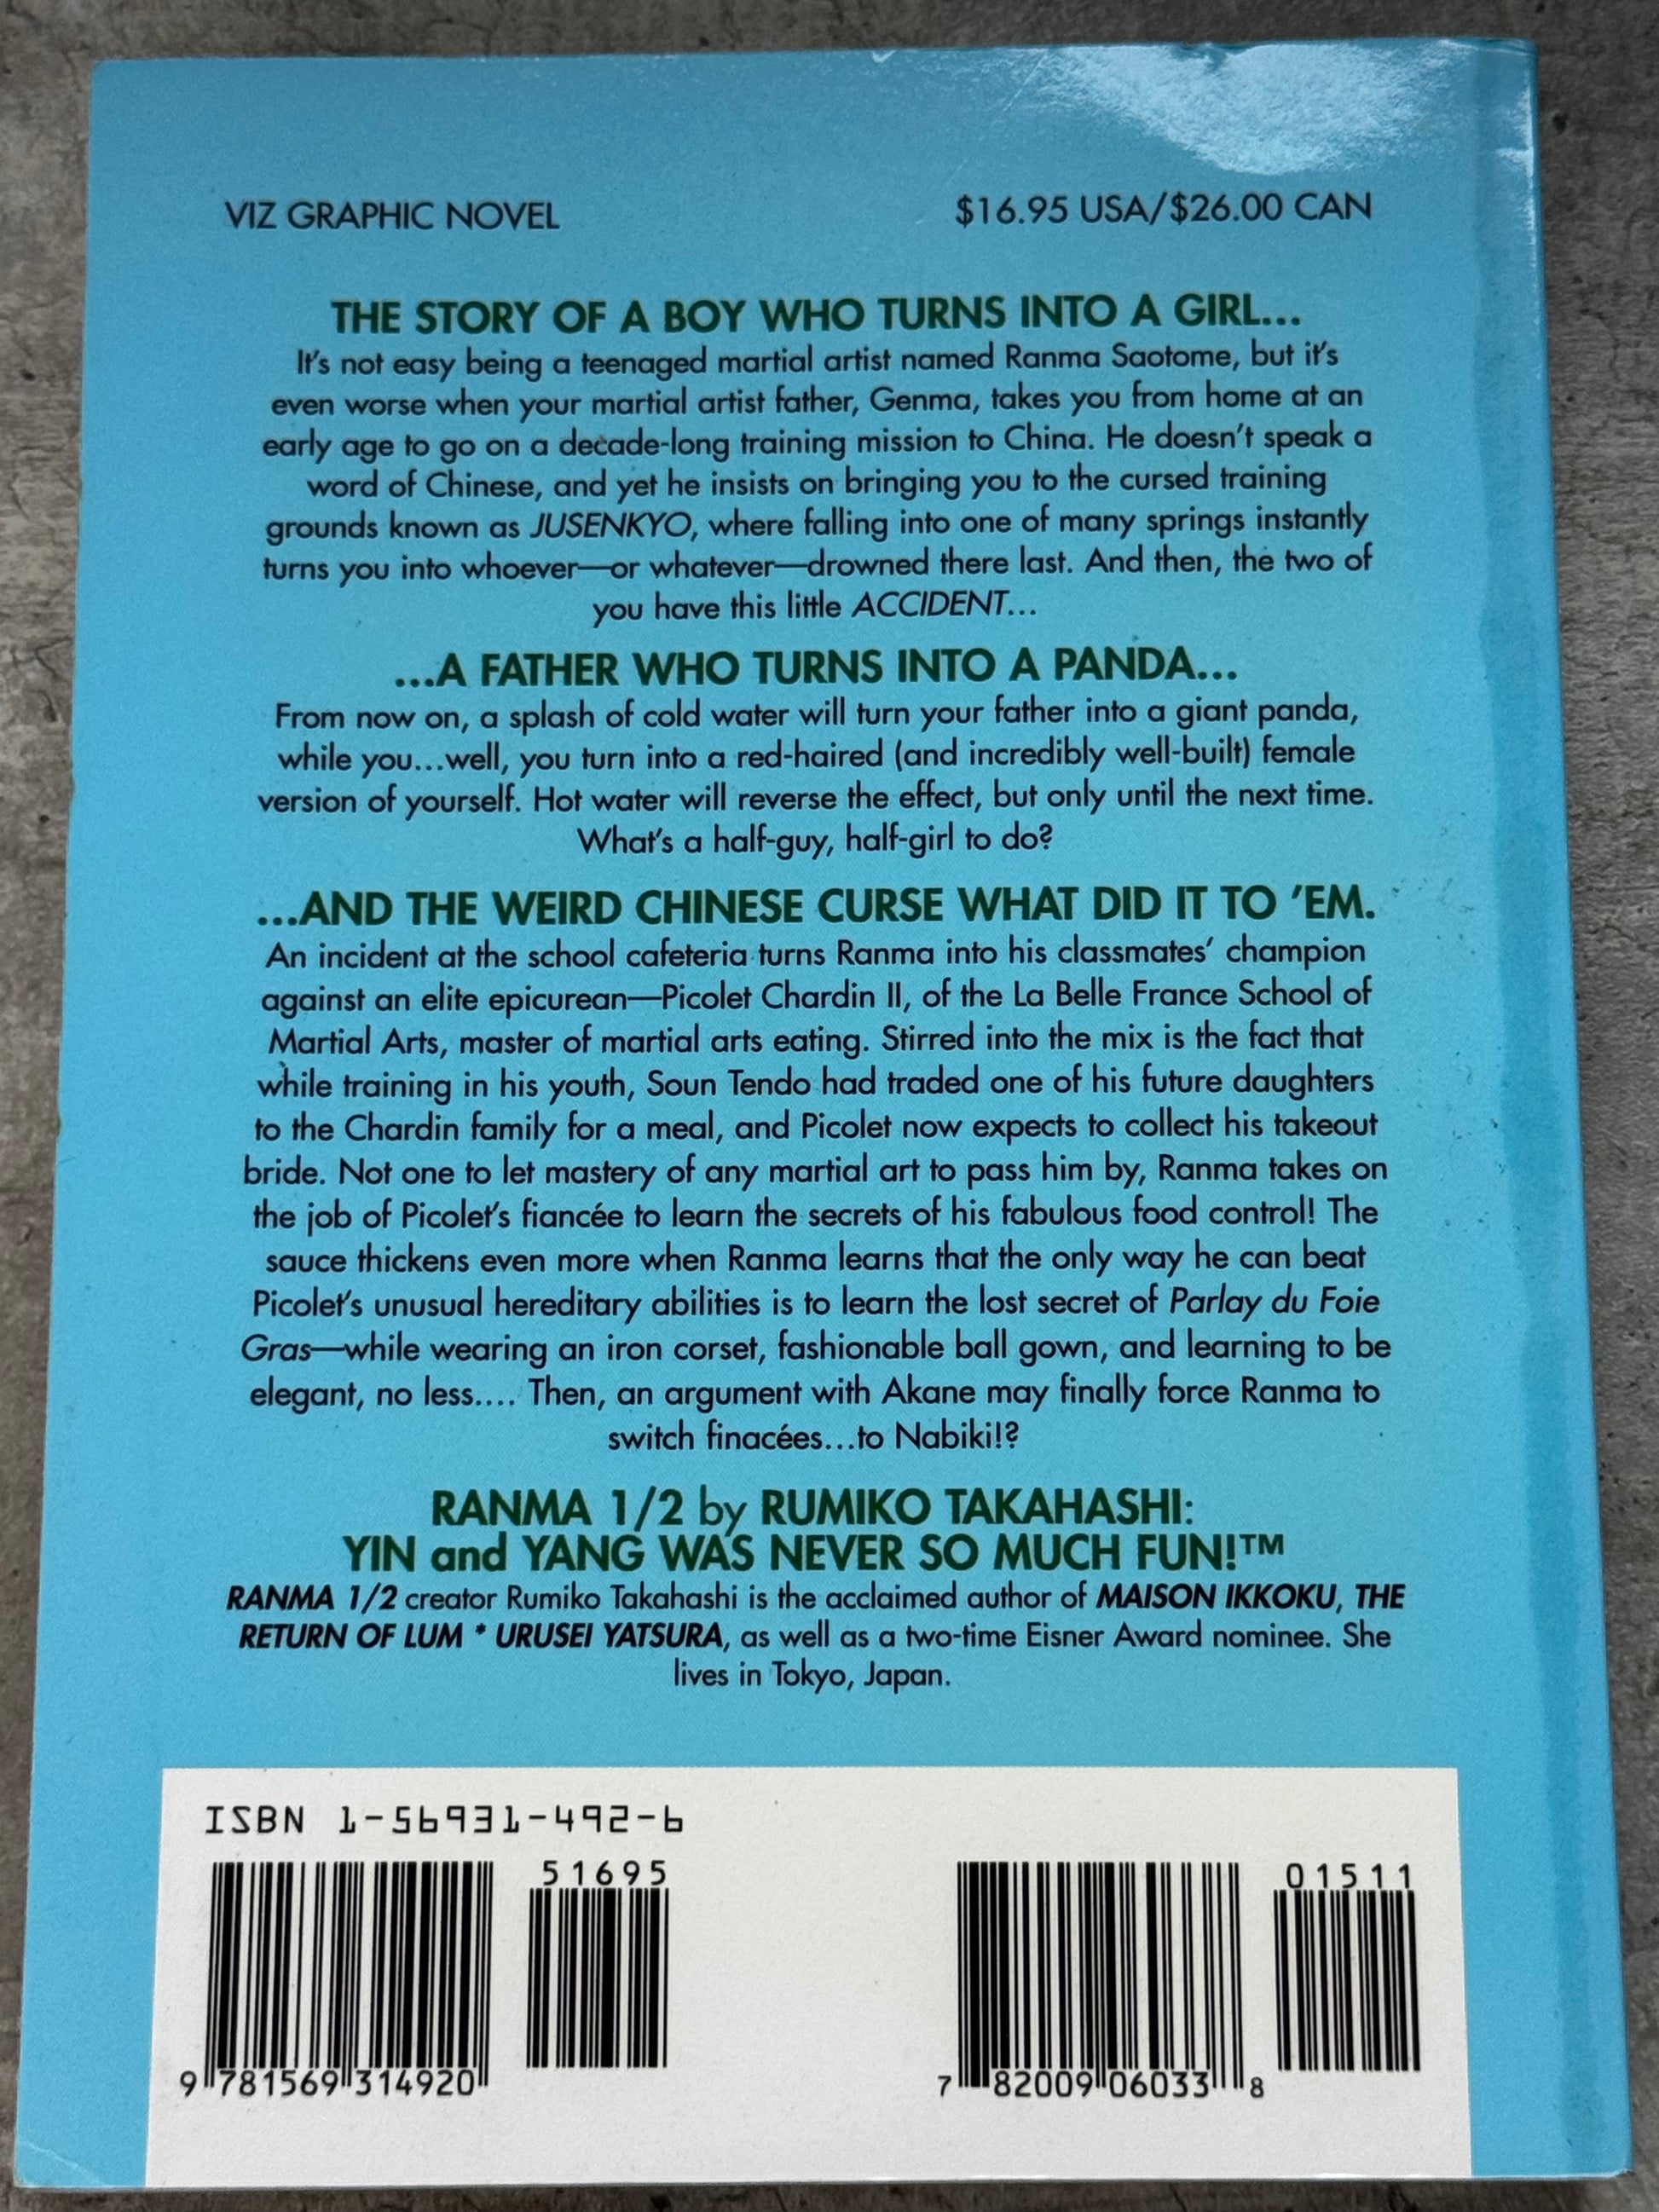 VIZ GRAPHIC NOVEL
$16.95 USA/$26.00 CAN
THE STORY OF A BOY WHO TURNS INTO A GIRL...
It's not easy being a teenaged martial artist named Ranma Saotome, but it's
even worse when your martial artist father, Genma, takes you from home at an
early age to go on a decade-long training mission to China. He doesn't speak a
word of Chinese, and yet he insists on bringing you to the cursed training
grounds known as JUSENKYO, where falling into one of many springs instantly
turns you into whoever—or whatever—drowned there last. And then, the two of
you have this little ACCIDENT...
...A FATHER WHO TURNS INTO A PANDA...
From now on, a splash of cold water will turn your father into a giant panda,
while you...well, you turn into a red-haired (and incredibly well-built) female
version of yourself. Hot water will reverse the effect, but only until the next time.
What's a half-guy, half-girl to do?
...AND THE WEIRD CHINESE CURSE WHAT DID IT TO 'EM.
An incident at the school cafeteria turns Ranma into his classmates' champion
against an elite epicurean—Picolet Chardin II, of the La Belle France School of
Martial Arts, master of martial arts eating. Stirred into the mix is the fact that
while training in his youth, Soun Tendo had traded one of his future daughters
to the Chardin family for a meal, and Picolet now expects to collect his takeout
bride. Not one to let mastery of any martial art to pass him by, Ranma takes on
the job of Picolet's fiancée to learn the secrets of his fabulous food control! The
sauce thickens even more when Ranma learns that the only way he can beat
Picolet's unusual hereditary abilities is to learn the lost secret of Parlay du Foie
Gras—while wearing an iron corset, fashionable ball gown, and learning to be
elegant, no less.... Then, an argument with Akane may finally force Ranma to
switch finacées...to Nabiki!?
RANMA 1/2 by RUMIKO TAKAHASHI:
YIN and YANG WAS NEVER SO MUCH FUN!™
RANMA 1/2 creator Rumiko Takahashi is the acclaimed author of MAISON IKKOKU, THE
RETURN OF LUM * URUSEI YATSURA, as well as a two-time Eisner Award nominee. She
lives in Tokyo, Japan.
ISBN 1-56931-492-6
51695
9 781569 314920
01511
7 82009 06033 8